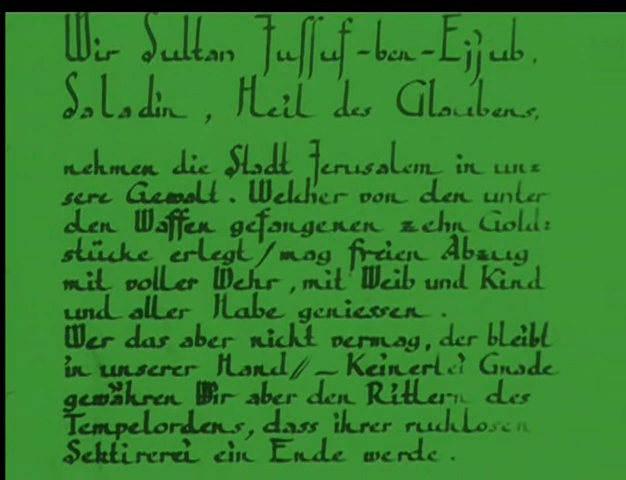 Wir Sultan Jussuf-ben-Ejjub,
Saladin, Heil des Glaubens,
nehmen die Stadt Jerusalem in un=
sere Gewalt. Welcher von den unter
den Waffen gefangenen zehn Gold=
stücke erlegt / mag freien Abzug
mit voller Wehr, mit Weib und Kind
und aller Habe geniessen.
Wer das aber nicht vermag, der bleibt
in unserer Hand // – Keinerlei Gnade
gewähren Wir aber den Rittern des
Tempelordens, dass ihrer ruchlosen
Sektirerei ein Ende werde.